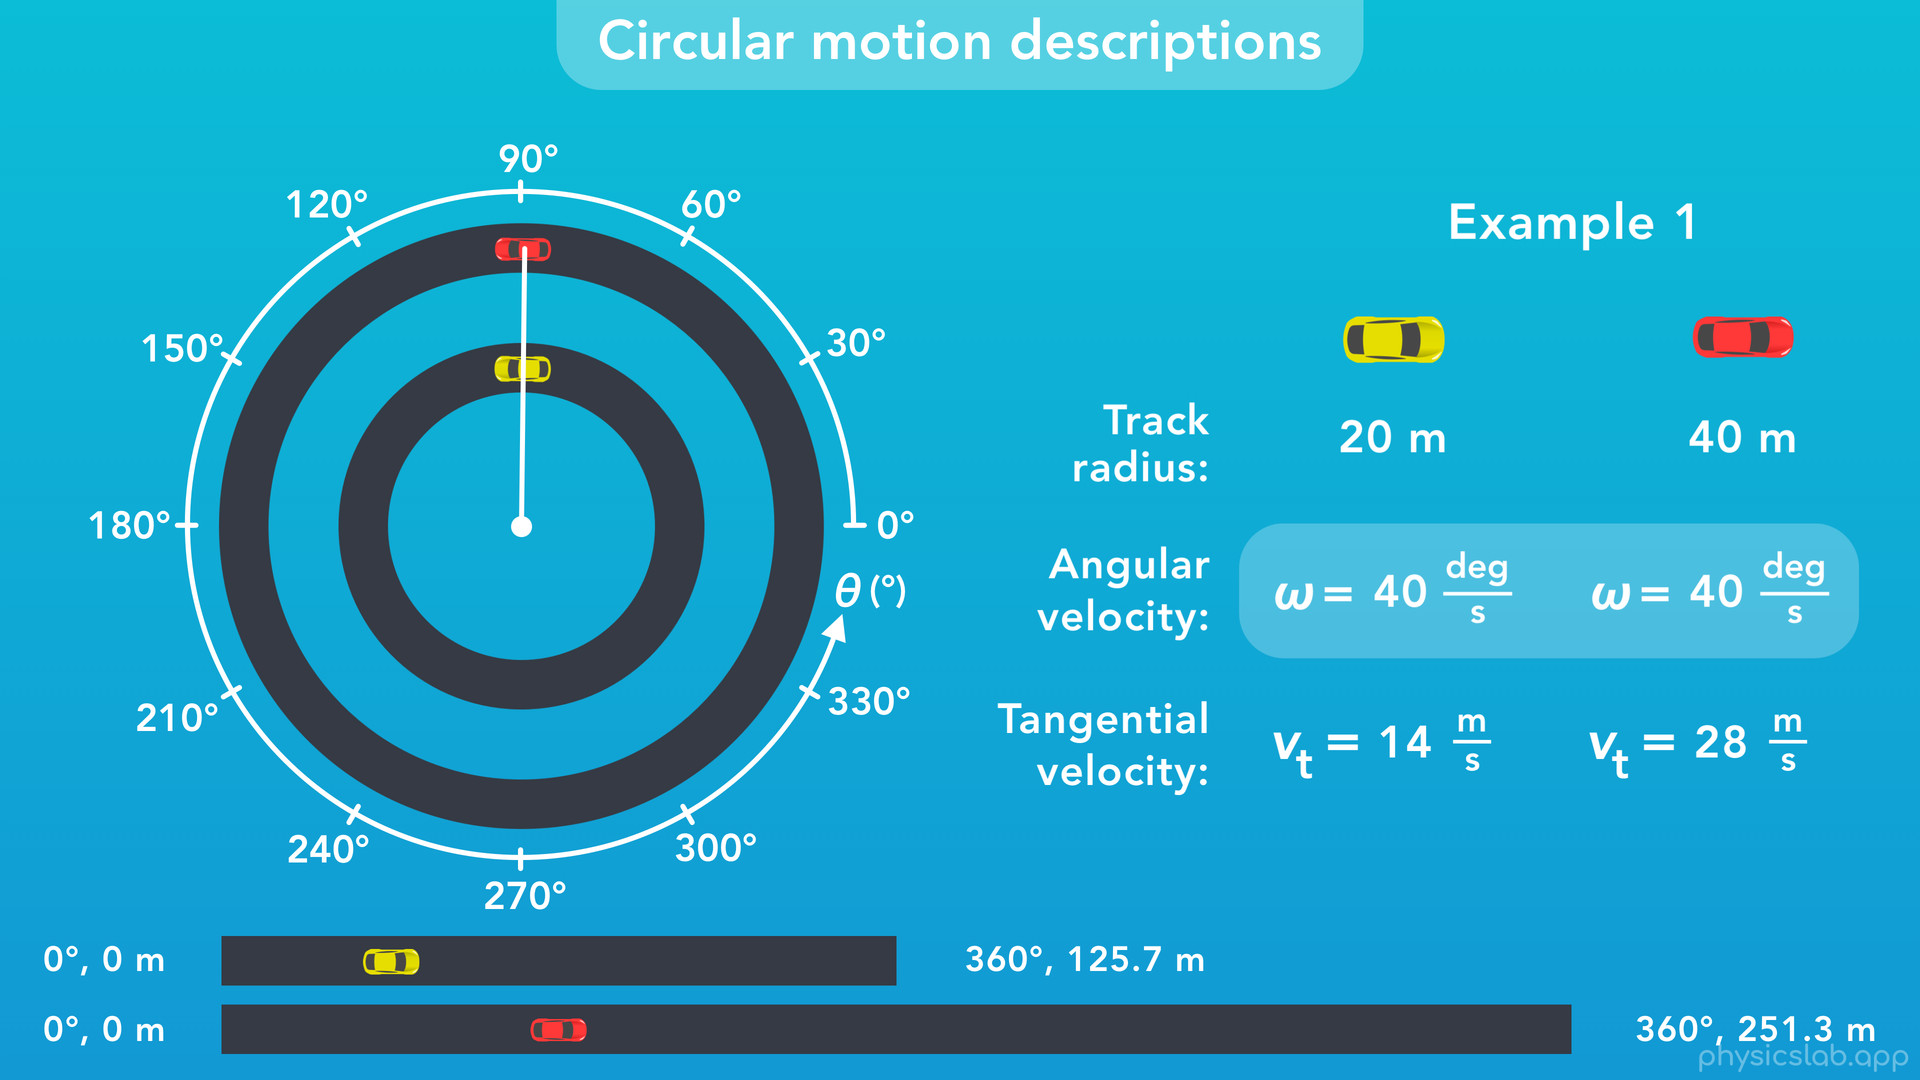 Circular motion descriptions
90°
120°
60°
150°
30°
180°
0°
θ (°)
210°
330°
240°
300°
270°
Example 1
Track
radius:
20 m
40 m
Angular
velocity:
ω = 40 deg/s
ω = 40 deg/s
Tangential
velocity:
vt = 14 m/s
vt = 28 m/s
0°, 0 m
360°, 125.7 m
0°, 0 m
360°, 251.3 m
physicslab.app